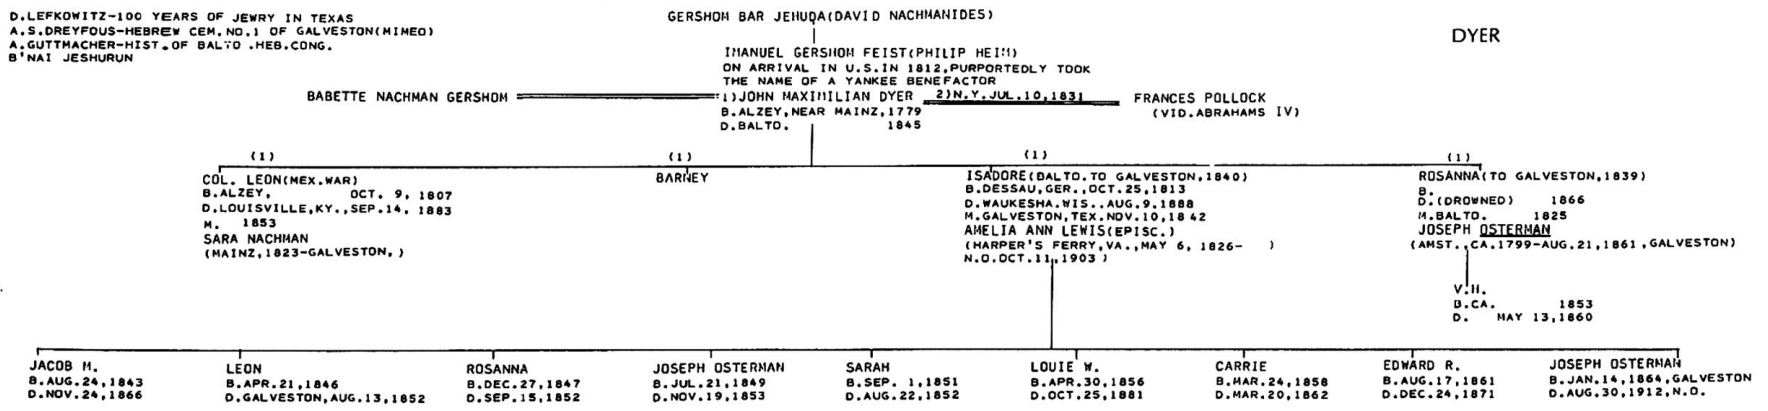 D.LEFKOWITZ-100 YEARS OF JEWRY IN TEXAS
A.S.DREYFOUS-HEBREW CEM.NO.1 OF GALVESTON(MIMEO)
A.GUTTMACHER-HIST.OF BALTO.HEB.CONG.
B'NAI JESHURUN
DYER
GERSHOM BAR JEHUDA(DAVID NACHMANIDES)
IMANUEL GERSHOM FEIST(PHILIP HEIM)
ON ARRIVAL IN U.S.IN 1812,PURPORTEDLY TOOK
THE NAME OF A YANKEE BENEFACTOR
BABETTE NACHMAN GERSHOM 1)JOHN MAXIMILIAN DYER 2)N.Y.JUL.10,1831 FRANCES POLLOCK
B.ALZEY,NEAR MAINZ,1779 (VID.ABRAHAMS IV)
D.BALTO. 1845
(1) (1) (1) (1)
COL. LEON(MEX.WAR)
B.ALZEY, OCT. 9, 1807
D.LOUISVILLE,KY.,SEP.14, 1883
M. 1853
SARA NACHMAN
(MAINZ,1823-GALVESTON, )
BARNEY
ISADORE(BALTO.TO GALVESTON,1840)
B.DESSAU,GER.,OCT.25,1813
D.WAUKESHA.WIS..AUG.9.1888
M.GALVESTON,TEX.NOV.10,1842
AMELIA ANN LEWIS(EPISC.)
(HARPER'S FERRY,VA.,MAY 6, 1826- )
N.O.OCT.11,1903 )
ROSANNA(TO GALVESTON,1839)
B.
D.(DROWNED) 1866
M.BALTO. 1825
JOSEPH OSTERMAN
(AMST.,CA.1799-AUG.21,1861,GALVESTON)
V.H.
B.CA. 1853
D. MAY 13,1860
JACOB M.
B.AUG.24,1843
D.NOV.24,1866
LEON
B.APR.21,1846
D.GALVESTON,AUG.13,1852
ROSANNA
B.DEC.27,1847
D.SEP.15,1852
JOSEPH OSTERMAN
B.JUL.21,1849
D.NOV.19,1853
SARAH
B.SEP. 1,1851
D.AUG.22,1852
LOUIE W.
B.APR.30,1856
D.OCT.25,1881
CARRIE
B.MAR.24,1858
D.MAR.20,1862
EDWARD R.
B.AUG.17,1861
D.DEC.24,1871
JOSEPH OSTERMAN
B.JAN.14,1864,GALVESTON
D.AUG.30,1912,N.O.